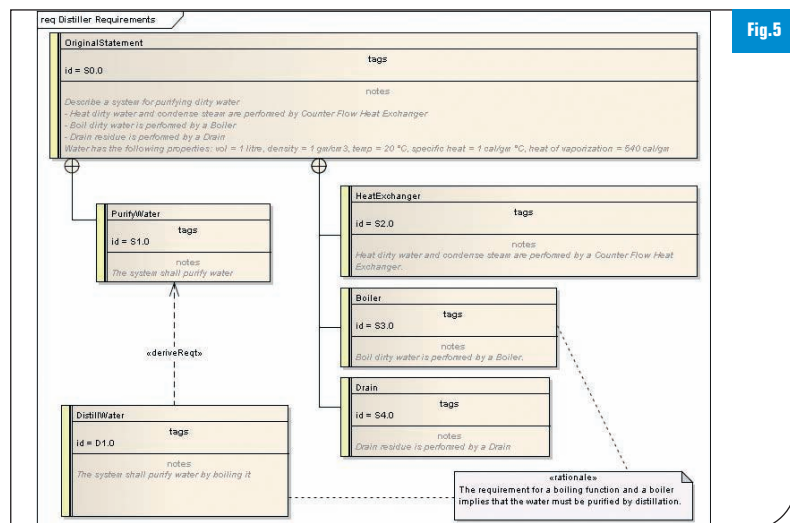 req Distiller Requirements
Fig.5
OriginalStatement
tags
id = S0.0
notes
Describe a system for purifying dirty water
- Heat dirty water and condense steam are performed by Counter Flow Heat Exchanger
- Boil dirty water is performed by a Boiler
- Drain residue is performed by a Drain
Water has the following properties: vol = 1 litre, density = 1 gm/cm3, temp = 20 °C, specific heat = 1 cal/gm °C, heat of vaporization = 540 cal/gm
PurifyWater
tags
id = S1.0
notes
The system shall purify water
HeatExchanger
tags
id = S2.0
notes
Heat dirty water and condense steam are performed by a Counter Flow Heat
Exchanger.
Boiler
tags
id = S3.0
notes
Boil dirty water is performed by a Boiler.
«deriveReqt»
Drain
tags
id = S4.0
notes
Drain residue is performed by a Drain
DistillWater
tags
id = D1.0
notes
The system shall purify water by boiling it
«rationale»
The requirement for a boiling function and a boiler
implies that the water must be purified by distillation.